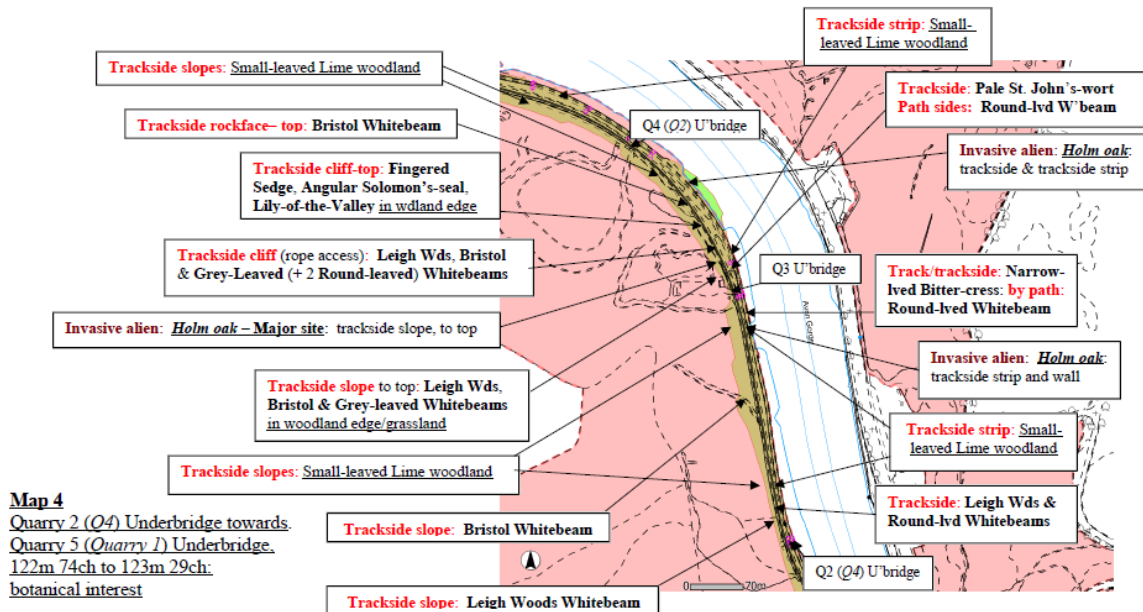 Trackside strip: Small-
leaved Lime woodland
Trackside slopes: Small-leaved Lime woodland
Trackside: Pale St. John’s-wort
Path sides: Round-lvd W’beam
Trackside rockface– top: Bristol Whitebeam
Q4 (Q2) U’bridge
Invasive alien: Holm oak:
trackside & trackside strip
Trackside cliff-top: Fingered
Sedge, Angular Solomon’s-seal,
Lily-of-the-Valley in wdland edge
Trackside cliff (rope access): Leigh Wds, Bristol
& Grey-Leaved (+ 2 Round-leaved) Whitebeams
Q3 U’bridge
Track/trackside: Narrow-
lved Bitter-cress: by path:
Round-lved Whitebeam
Avon Gorge
Invasive alien: Holm oak – Major site: trackside slope, to top
Invasive alien: Holm oak:
trackside strip and wall
Trackside slope to top: Leigh Wds,
Bristol & Grey-leaved Whitebeams
in woodland edge/grassland
Trackside strip: Small-
leaved Lime woodland
Trackside slopes: Small-leaved Lime woodland
Trackside: Leigh Wds &
Round-lvd Whitebeams
Map 4
Quarry 2 (Q4) Underbridge towards.
Quarry 5 (Quarry 1) Underbridge,
122m 74ch to 123m 29ch:
botanical interest
Trackside slope: Bristol Whitebeam
Q2 (Q4) U’bridge
0 70m
Trackside slope: Leigh Woods Whitebeam